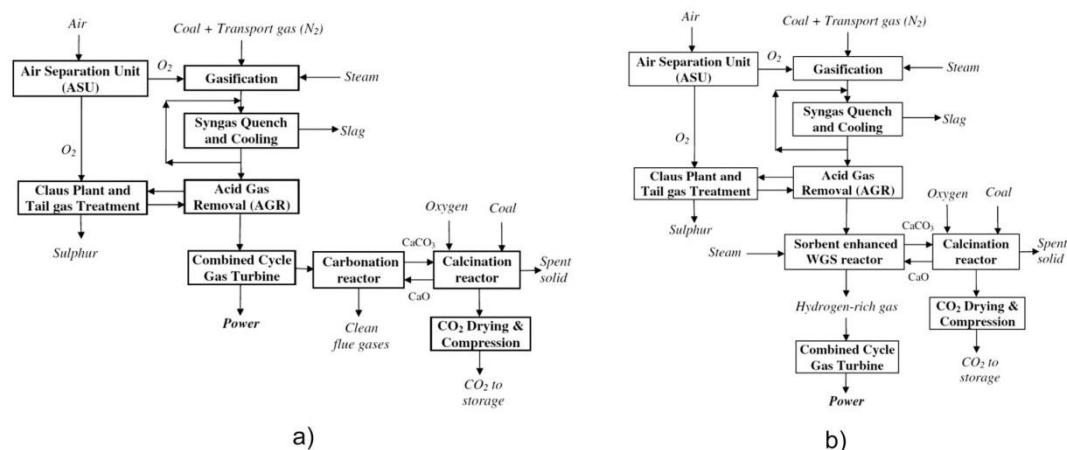 Air
Coal + Transport gas (N2)
Air Separation Unit
(ASU)
O2
Gasification
Steam
Syngas Quench
and Cooling
Slag
O2
Claus Plant and
Tail gas Treatment
Acid Gas
Removal (AGR)
Sulphur
Oxygen
Coal
CaCO3
Combined Cycle
Gas Turbine
Carbonation
reactor
Calcination
reactor
Spent
solid
CaO
Power
Clean
flue gases
CO2 Drying &
Compression
CO2 to
storage
a)
Air
Coal + Transport gas (N2)
Air Separation Unit
(ASU)
O2
Gasification
Steam
Syngas Quench
and Cooling
Slag
O2
Claus Plant and
Tail gas Treatment
Acid Gas
Removal (AGR)
Sulphur
Oxygen
Coal
CaCO3
Steam
Sorbent enhanced
WGS reactor
Calcination
reactor
Spent
solid
CaO
Hydrogen-rich gas
CO2 Drying &
Compression
Combined Cycle
Gas Turbine
CO2 to
storage
Power
b)